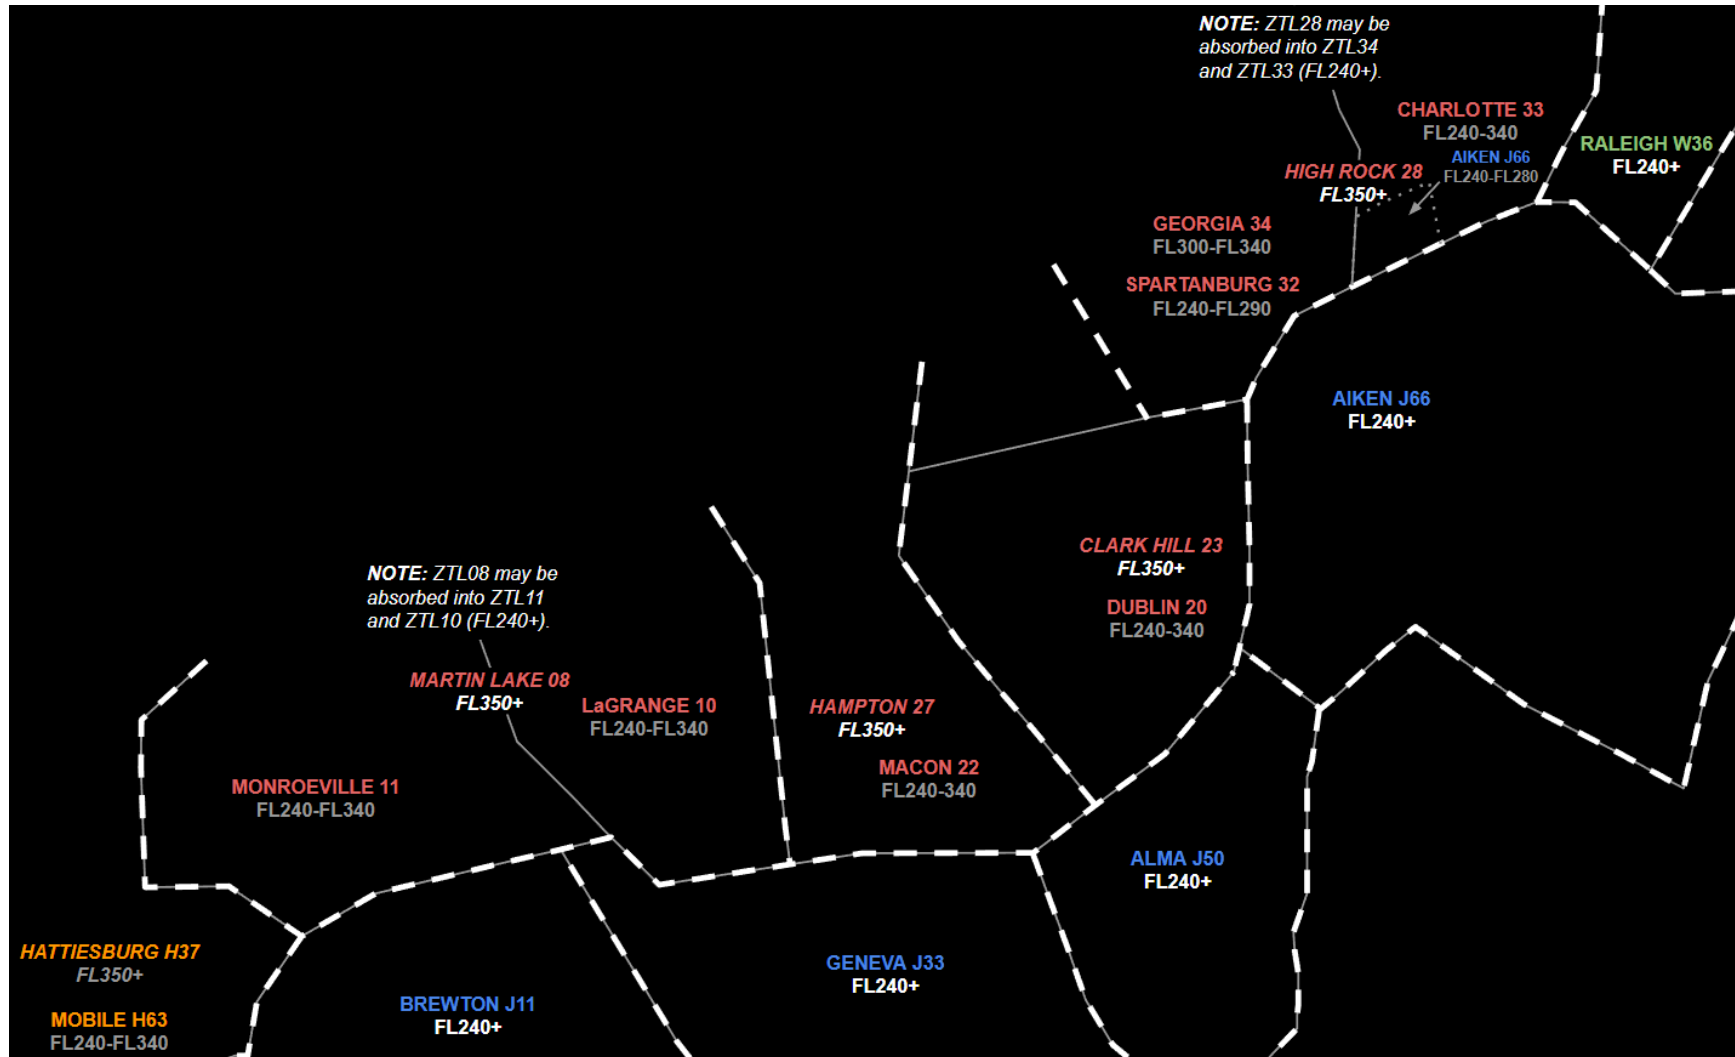 NOTE: ZTL28 may be
absorbed into ZTL34
and ZTL33 (FL240+).
CHARLOTTE 33
FL240-340
AIKEN J66
FL240-FL280
RALEIGH W36
FL240+
HIGH ROCK 28
FL350+
GEORGIA 34
FL300-FL340
SPARTANBURG 32
FL240-FL290
AIKEN J66
FL240+
CLARK HILL 23
FL350+
DUBLIN 20
FL240-340
NOTE: ZTL08 may be
absorbed into ZTL11
and ZTL10 (FL240+).
MARTIN LAKE 08
FL350+
LaGRANGE 10
FL240-FL340
HAMPTON 27
FL350+
MACON 22
FL240-340
MONROEVILLE 11
FL240-FL340
ALMA J50
FL240+
HATTIESBURG H37
FL350+
GENEVA J33
FL240+
BREWTON J11
FL240+
MOBILE H63
FL240-FL340